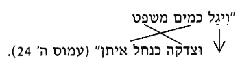 "ויגל כמים משפט
וצדקה כנחל איתן" (עמוס ה' 24).